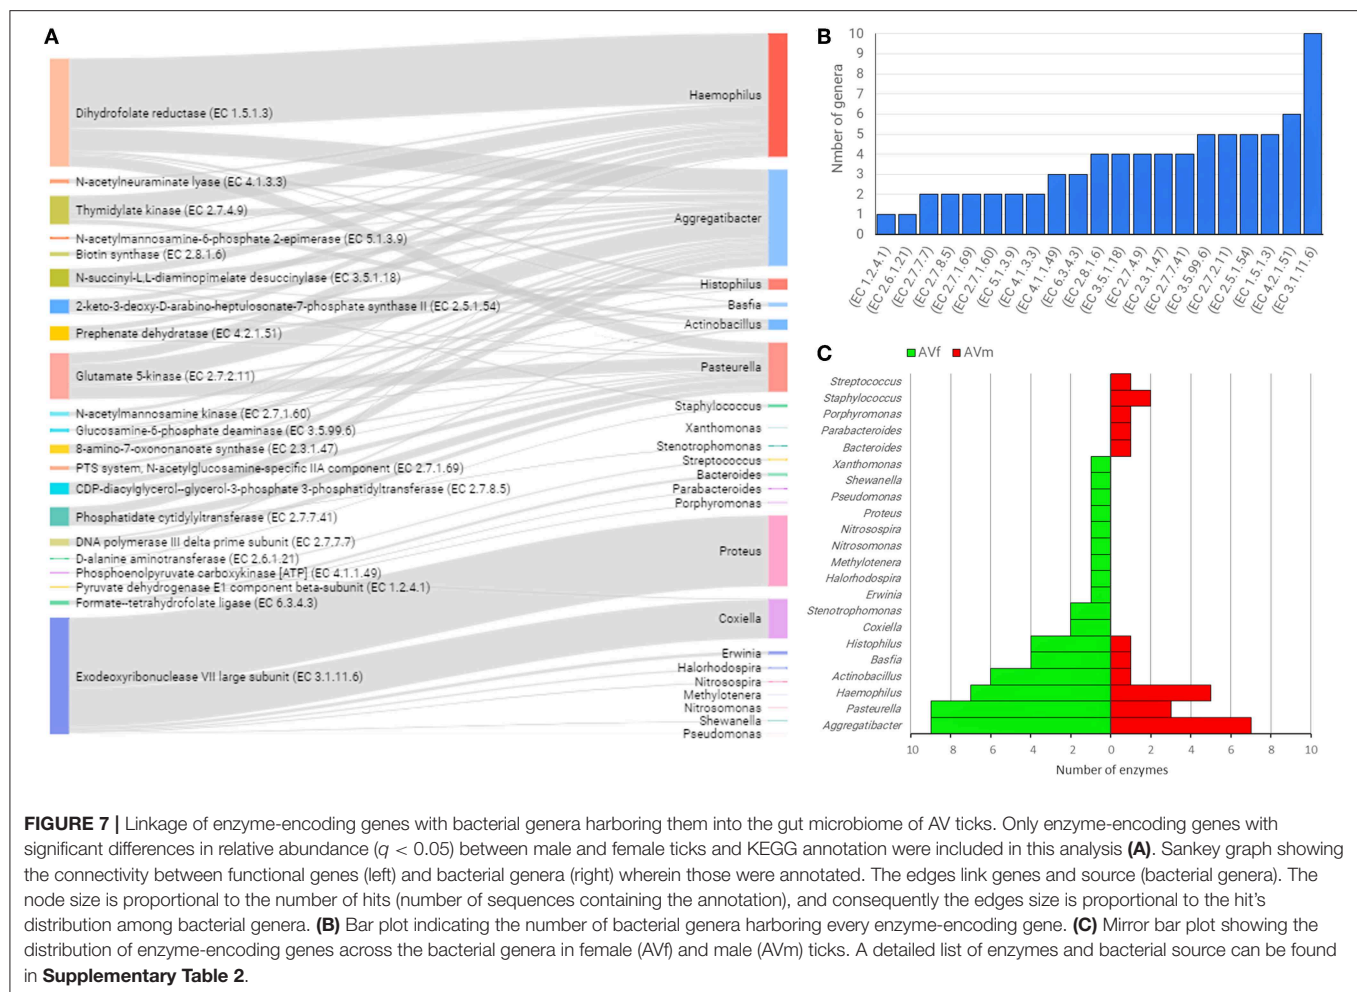 A
Dihydrofolate reductase (EC 1.5.1.3)
N-acetylneuraminate lyase (EC 4.1.3.3)
Thymidylate kinase (EC 2.7.4.9)
N-acetylmannosamine-6-phosphate 2-epimerase (EC 5.1.3.9)
Biotin synthase (EC 2.8.1.6)
N-succinyl-L,L-diaminopimelate desuccinylase (EC 3.5.1.18)
2-keto-3-deoxy-D-arabino-heptulosonate-7-phosphate synthase II (EC 2.5.1.54)
Prephenate dehydratase (EC 4.2.1.51)
Glutamate 5-kinase (EC 2.7.2.11)
N-acetylmannosamine kinase (EC 2.7.1.60)
Glucosamine-6-phosphate deaminase (EC 3.5.99.6)
8-amino-7-oxononanoate synthase (EC 2.3.1.47)
PTS system, N-acetylglucosamine-specific IIA component (EC 2.7.1.69)
CDP-diacylglycerol--glycerol-3-phosphate 3-phosphatidyltransferase (EC 2.7.8.5)
Phosphatidate cytidylyltransferase (EC 2.7.7.41)
DNA polymerase III delta prime subunit (EC 2.7.7.7)
D-alanine aminotransferase (EC 2.6.1.21)
Phosphoenolpyruvate carboxykinase [ATP] (EC 4.1.1.49)
Pyruvate dehydrogenase E1 component beta-subunit (EC 1.2.4.1)
Formate--tetrahydrofolate ligase (EC 6.3.4.3)
Exodeoxyribonuclease VII large subunit (EC 3.1.11.6)
Haemophilus
Aggregatibacter
Histophilus
Basfia
Actinobacillus
Pasteurella
Staphylococcus
Xanthomonas
Stenotrophomonas
Streptococcus
Bacteroides
Parabacteroides
Porphyromonas
Proteus
Coxiella
Erwinia
Halorhodospira
Nitrosospira
Methylotenera
Nitrosomonas
Shewanella
Pseudomonas
B
Nmber of genera
10
9
8
7
6
5
4
3
2
1
0
(EC 1.2.4.1)
(EC 2.6.1.21)
(EC 2.7.7.7)
(EC 2.7.8.5)
(EC 2.7.1.69)
(EC 2.7.1.60)
(EC 5.1.3.9)
(EC 4.1.3.3)
(EC 4.1.1.49)
(EC 6.3.4.3)
(EC 2.8.1.6)
(EC 3.5.1.18)
(EC 2.7.4.9)
(EC 2.3.1.47)
(EC 2.7.7.41)
(EC 3.5.99.6)
(EC 2.7.2.11)
(EC 2.5.1.54)
(EC 1.5.1.3)
(EC 4.2.1.51)
(EC 3.1.11.6)
C
AVf AVm
Streptococcus
Staphylococcus
Porphyromonas
Parabacteroides
Bacteroides
Xanthomonas
Shewanella
Pseudomonas
Proteus
Nitrosospira
Nitrosomonas
Methylotenera
Halorhodospira
Erwinia
Stenotrophomonas
Coxiella
Histophilus
Basfia
Actinobacillus
Haemophilus
Pasteurella
Aggregatibacter
10 8 6 4 2 0 2 4 6 8 10
Number of enzymes
FIGURE 7 | Linkage of enzyme-encoding genes with bacterial genera harboring them into the gut microbiome of AV ticks. Only enzyme-encoding genes with
significant differences in relative abundance (q < 0.05) between male and female ticks and KEGG annotation were included in this analysis (A). Sankey graph showing
the connectivity between functional genes (left) and bacterial genera (right) wherein those were annotated. The edges link genes and source (bacterial genera). The
node size is proportional to the number of hits (number of sequences containing the annotation), and consequently the edges size is proportional to the hit's
distribution among bacterial genera. (B) Bar plot indicating the number of bacterial genera harboring every enzyme-encoding gene. (C) Mirror bar plot showing the
distribution of enzyme-encoding genes across the bacterial genera in female (AVf) and male (AVm) ticks. A detailed list of enzymes and bacterial source can be found
in Supplementary Table 2.